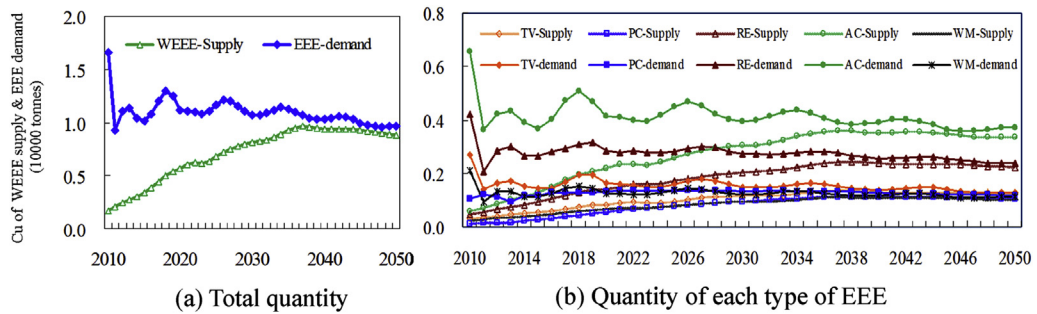 Cu of WEEE supply & EEE demand
(10000 tonnes)
2.0
1.5
1.0
0.5
0.0
WEEE-Supply
EEE-demand
2010
2020
2030
2040
2050
(a) Total quantity
0.8
0.6
0.4
0.2
0.0
TV-Supply
PC-Supply
RE-Supply
AC-Supply
WM-Supply
TV-demand
PC-demand
RE-demand
AC-demand
WM-demand
2010
2014
2018
2022
2026
2030
2034
2038
2042
2046
2050
(b) Quantity of each type of EEE